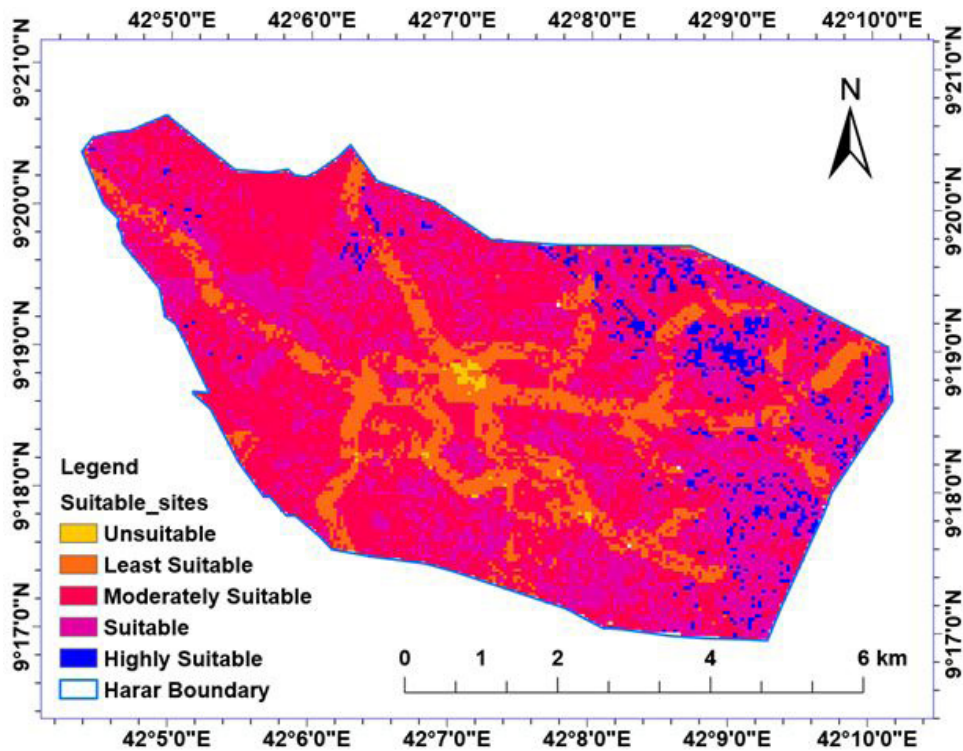 42°5'0"E 42°6'0"E 42°7'0"E 42°8'0"E 42°9'0"E 42°10'0"E
9°21'0"N
9°20'0"N
9°19'0"N
9°18'0"N
9°17'0"N
9°21'0"N
9°20'0"N
9°19'0"N
9°18'0"N
9°17'0"N
N
Legend
Suitable_sites
Unsuitable
Least Suitable
Moderately Suitable
Suitable
Highly Suitable
Harar Boundary
0 1 2 4 6 km
42°5'0"E 42°6'0"E 42°7'0"E 42°8'0"E 42°9'0"E 42°10'0"E